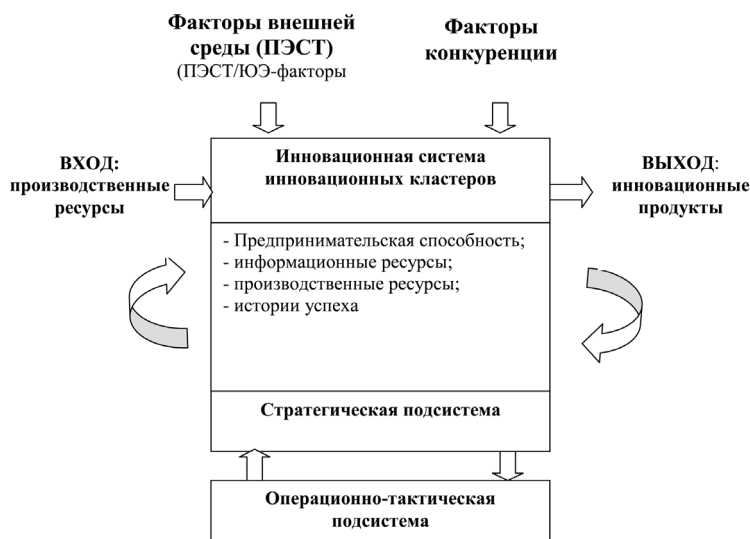 Факторы внешней
среды (ПЭСТ)
(ПЭСТ/ЮЭ-факторы
Факторы
конкуренции
ВХОД:
производственные
ресурсы
Инновационная система
инновационных кластеров
ВЫХОД:
инновационные
продукты
- Предпринимательская способность;
- информационные ресурсы;
- производственные ресурсы;
- истории успеха
Стратегическая подсистема
Операционно-тактическая
подсистема